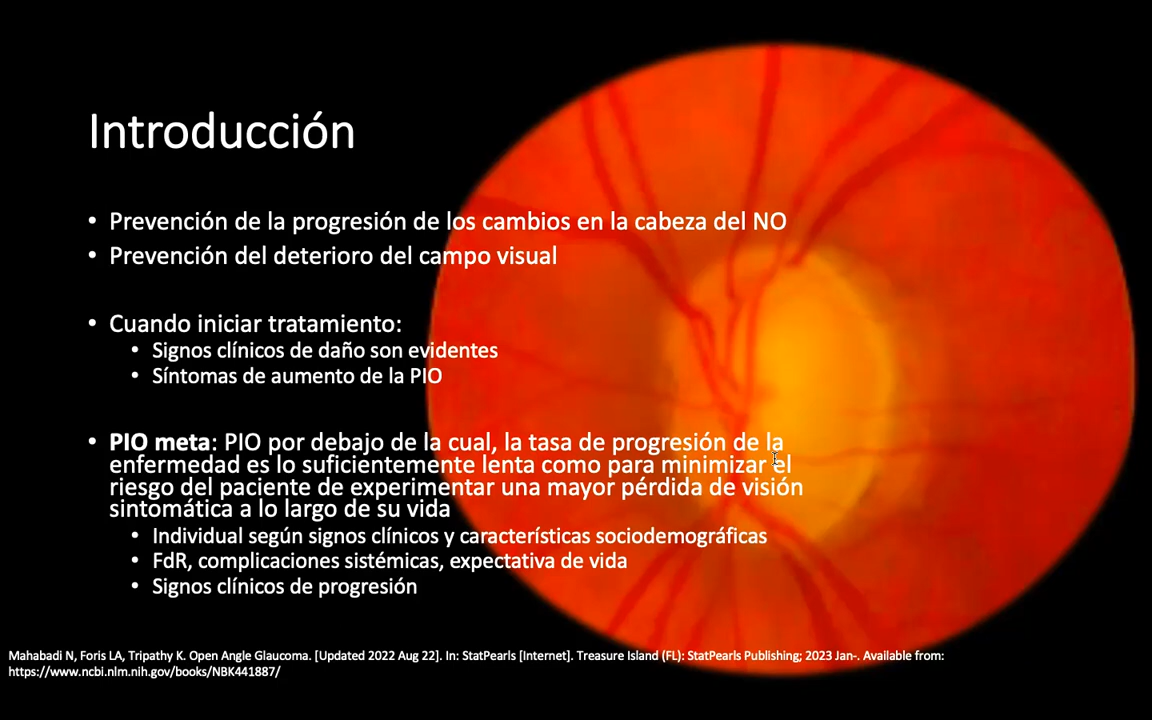 Introducción
• Prevención de la progresión de los cambios en la cabeza del NO
• Prevención del deterioro del campo visual
• Cuando iniciar tratamiento:
• Signos clínicos de daño son evidentes
• Síntomas de aumento de la PIO
• PIO meta: PIO por debajo de la cual, la tasa de progresión de la
enfermedad es lo suficientemente lenta como para minimizar el
riesgo del paciente de experimentar una mayor pérdida de visión
sintomática a lo largo de su vida
• Individual según signos clínicos y características sociodemográficas
• FdR, complicaciones sistémicas, expectativa de vida
• Signos clínicos de progresión
Mahabadi N, Foris LA, Tripathy K. Open Angle Glaucoma. [Updated 2022 Aug 22]. In: StatPearls [Internet]. Treasure Island (FL): StatPearls Publishing; 2023 Jan-. Available from:
https://www.ncbi.nlm.nih.gov/books/NBK441887/